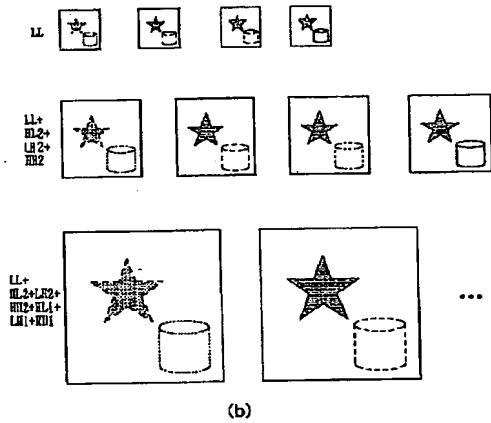 LL
LL+
HL2+
LH2+
HH2
LL+
HL2+LH2+
HH2+HL1+
LH1+HH1
...
(b)